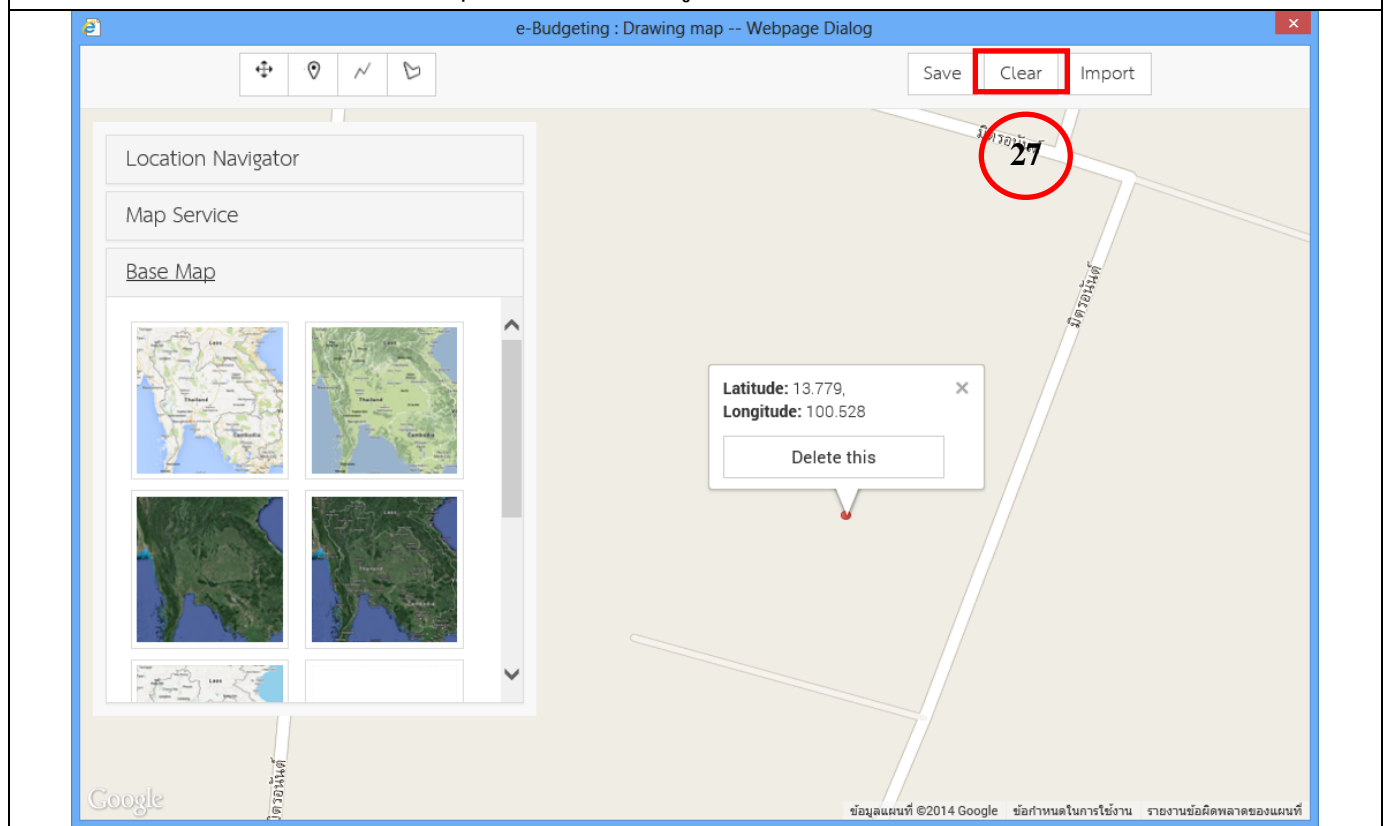 e-Budgeting : Drawing map -- Webpage Dialog
Save Clear Import
Location Navigator
Map Service
Base Map
มิตรอนันต์
27
มิตรอนันต์
Latitude: 13.779,
Longitude: 100.528
Delete this
มิตรอนันต์
Google
ข้อมูลแผนที่ ©2014 Google ข้อกำหนดในการใช้งาน รายงานข้อผิดพลาดของแผนที่